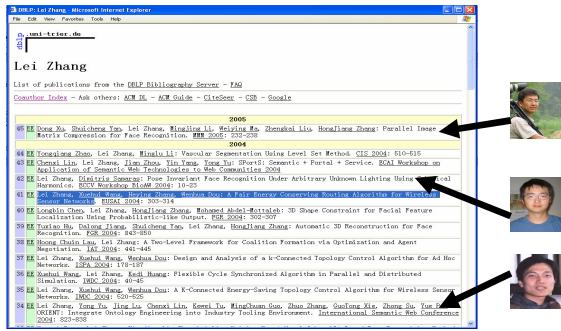 DBLP: Lei Zhang - Microsoft Internet Explorer
File Edit View Favorites Tools Help
dblp .uni-trier.de
Lei Zhang
List of publications from the DBLP Bibliography Server - FAQ
Coauthor Index - Ask others: ACM DL - ACM Guide - CiteSeer - CSB - Google
2005
45 EE Dong Xu, Shuicheng Yan, Lei Zhang, Mingjing Li, Weiying Ma, Zhengkai Liu, HongJiang Zhang: Parallel Image
Matrix Compression for Face Recognition. MMM 2005: 232-238
2004
44 EE Yongqiang Zhao, Lei Zhang, Minglu Li: Vascular Segmentation Using Level Set Method. CIS 2004: 510-515
43 EE Chenxi Lin, Lei Zhang, Jian Zhou, Yin Yang, Yong Yu: SPortS: Semantic + Portal + Service. ECAI Workshop on
Application of Semantic Web Technologies to Web Communities 2004
42 EE Lei Zhang, Dimitris Samaras: Pose Invariant Face Recognition Under Arbitrary Unknown Lighting Using
Harmonics. ECCV Workshop BioAW 2004: 10-23
41 EE Lei Zhang, Xuehui Wang, Heying Zhang, Wenhua Dou: A Fair Energy Conserving Routing Algorithm for Wireless
Sensor Networks. EUSAI 2004: 303-314
40 EE Longbin Chen, Lei Zhang, HongJiang Zhang, Mohamed Abdel-Mottaleb: 3D Shape Constraint for Facial Feature
Localization Using Probabilistic-like Output. FGR 2004: 302-307
39 EE Yuxiao Hu, Dalong Jiang, Shuicheng Yan, Lei Zhang, HongJiang Zhang: Automatic 3D Reconstruction for Face
Recognition. FGR 2004: 843-850
38 EE Hoong Chuin Lau, Lei Zhang: A Two-Level Framework for Coalition Formation via Optimization and Agent
Negotiation. IAT 2004: 441-445
37 EE Lei Zhang, Xuehui Wang, Wenhua Dou: Design and Analysis of a k-Connected Topology Control Algorithm for Ad Hoc
Networks. ISPA 2004: 178-187
36 EE Xuehui Wang, Lei Zhang, Kedi Huang: Flexible Cycle Synchronized Algorithm in Parallel and Distributed
Simulation. IWDC 2004: 40-45
35 EE Lei Zhang, Xuehui Wang, Wenhua Dou: A K-Connected Energy-Saving Topology Control Algorithm for Wireless Sensor
Networks. IWDC 2004: 520-525
34 EE Lei Zhang, Yong Yu, Jing Lu, Chenxi Lin, Kewei Tu, MingChuan Guo, Zhuo Zhang, GuoTong Xie, Zhong Su, Yue
ORIENT: Integrate Ontology Engineering into Industry Tooling Environment. International Semantic Web Conference
2004: 823-838